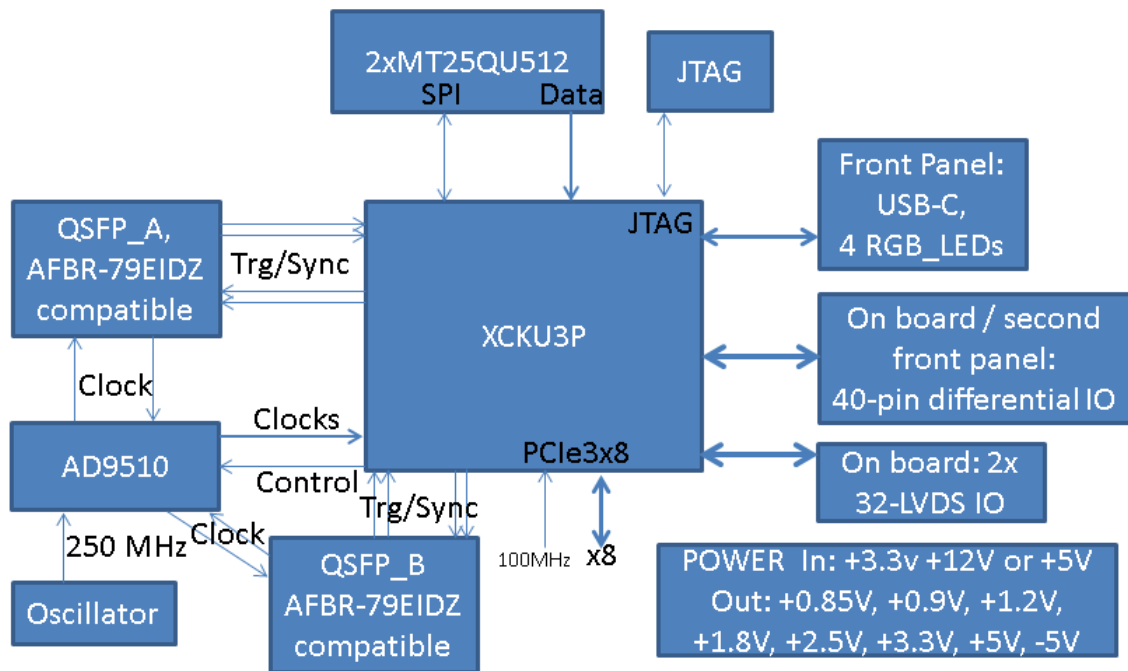 2xMT25QU512
SPI
Data
JTAG
Front Panel:
USB-C,
4 RGB_LEDs
QSFP_A,
AFBR-79EIDZ
compatible
Trg/Sync
JTAG
XCKU3P
On board / second
front panel:
40-pin differential IO
Clock
Clocks
AD9510
Control
PCIe3x8
On board: 2x
32-LVDS IO
Trg/Sync
250 MHz
Clock
100MHz
x8
Oscillator
QSFP_B
AFBR-79EIDZ
compatible
POWER In: +3.3v +12V or +5V
Out: +0.85V, +0.9V, +1.2V,
+1.8V, +2.5V, +3.3V, +5V, -5V